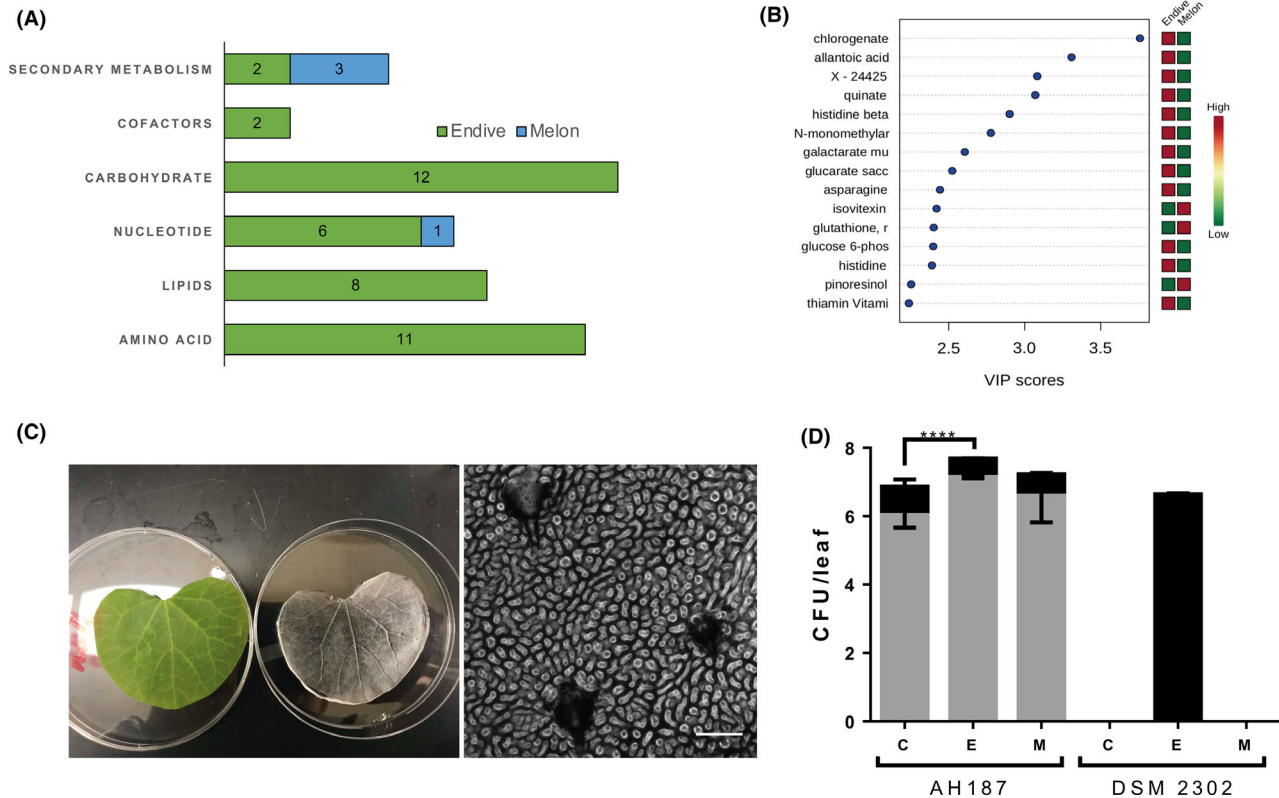 (A)
SECONDARY METABOLISM
2
3
COFACTORS
2
Endive
Melon
CARBOHYDRATE
12
NUCLEOTIDE
6
1
LIPIDS
8
AMINO ACID
11
(B)
Endive
Melon
chlorogenate
allantoic acid
X - 24425
quinate
histidine beta
N-monomethylar
galactarate mu
glucarate sacc
asparagine
isovitexin
glutathione, r
glucose 6-phos
histidine
pinoresinol
thiamin Vitami
2.5 3.0 3.5
VIP scores
High
Low
(C)
(D)
CFU/leaf
8
6
4
2
0
****
C E M C E M
AH187 DSM 2302